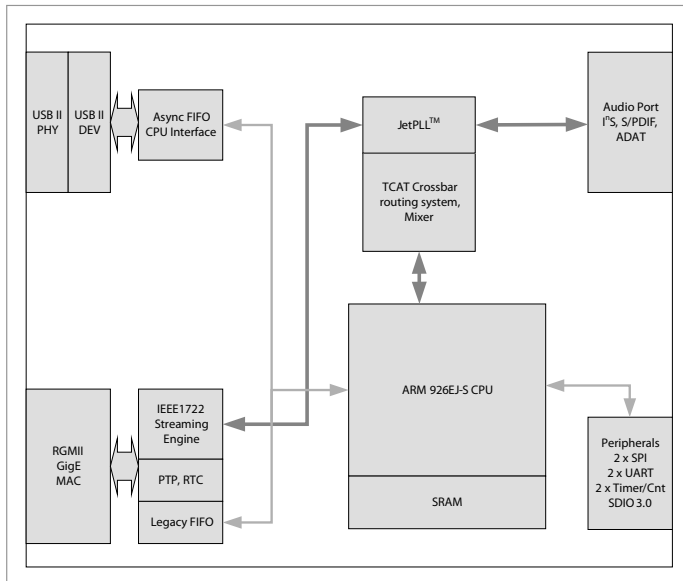 USB II
PHY
USB II
DEV
Async FIFO
CPU Interface
JetPLL™
TCAT Crossbar
routing system,
Mixer
Audio Port
IⁿS, S/PDIF,
ADAT
RGMII
GigE
MAC
IEEE1722
Streaming
Engine
PTP, RTC
Legacy FIFO
ARM 926EJ-S CPU
SRAM
Peripherals
2 x SPI
2 x UART
2 x Timer/Cnt
SDIO 3.0